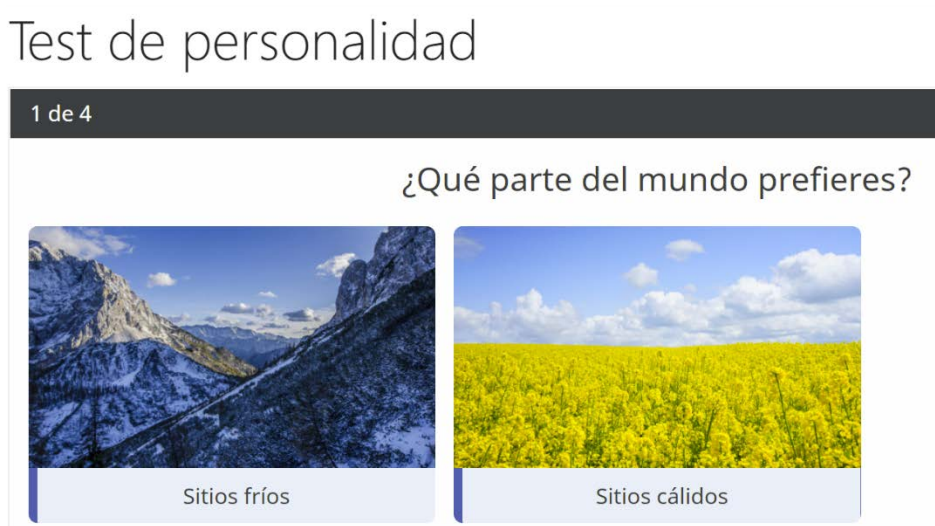 Test de personalidad
1 de 4
¿Qué parte del mundo prefieres?
Sitios fríos
Sitios cálidos